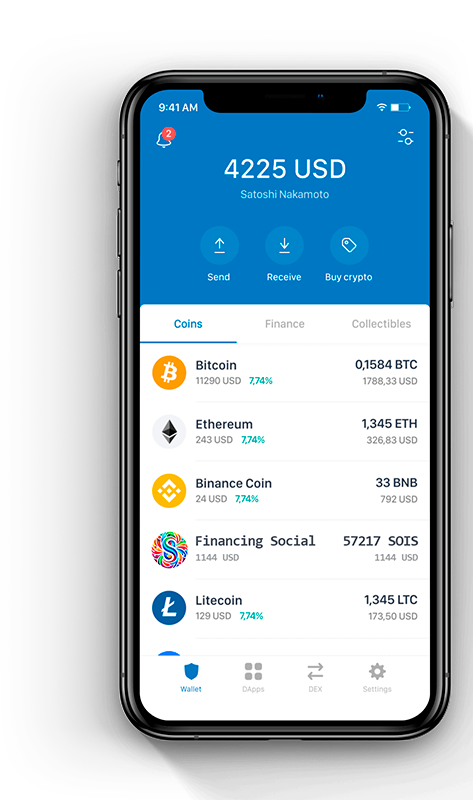 9:41 AM
2
4225 USD
Satoshi Nakamoto
Send Receive Buy crypto
Coins Finance Collectibles
Bitcoin 0,1584 BTC
11290 USD 7,74% 1788,33 USD
Ethereum 1,345 ETH
243 USD 7,74% 326,83 USD
Binance Coin 33 BNB
24 USD 7,74% 792 USD
Financing Social 57217 SOIS
1144 USD 1144 USD
Litecoin 1,345 LTC
129 USD 7,74% 173,50 USD
Wallet DApps DEX Settings